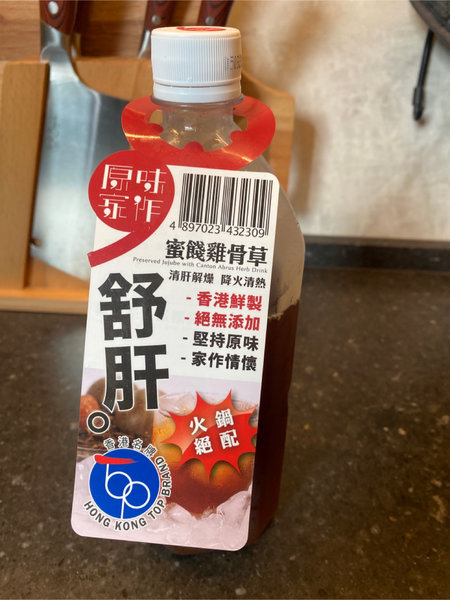 原味
家作
4 897023 432309
蜜餞雞骨草
Preserved Jujube with Canton Abrus Herb Drink
清肝解燥 降火清熱
- 香港鮮製
- 絕無添加
- 堅持原味
- 家作情懷
舒肝。
火鍋
絕配
香港名牌
HONG KONG TOP BRAND